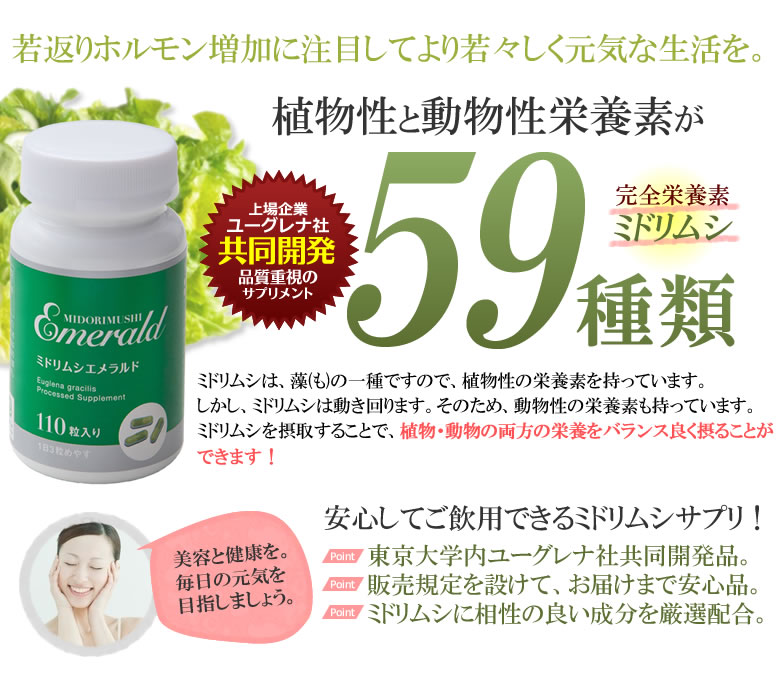 若返りホルモン増加に注目してより若々しく元気な生活を。
植物性と動物性栄養素が
59種類
完全栄養素
ミドリムシ
上場企業
ユーグレナ社
共同開発
品質重視の
サプリメント
MIDORIMUSHI
Emerald
ミドリムシエメラルド
Euglena gracilis
Processed Supplement
110粒入り
1日3粒めやす
ミドリムシは、藻(も)の一種ですので、植物性の栄養素を持っています。
しかし、ミドリムシは動き回ります。そのため、動物性の栄養素も持っています。
ミドリムシを摂取することで、植物・動物の両方の栄養をバランス良く摂ることが
できます！
安心してご飲用できるミドリムシサプリ！
Point 東京大学内ユーグレナ社共同開発品。
Point 販売規定を設けて、お届けまで安心品。
Point ミドリムシに相性の良い成分を厳選配合。
美容と健康を。
毎日の元気を
目指しましょう。